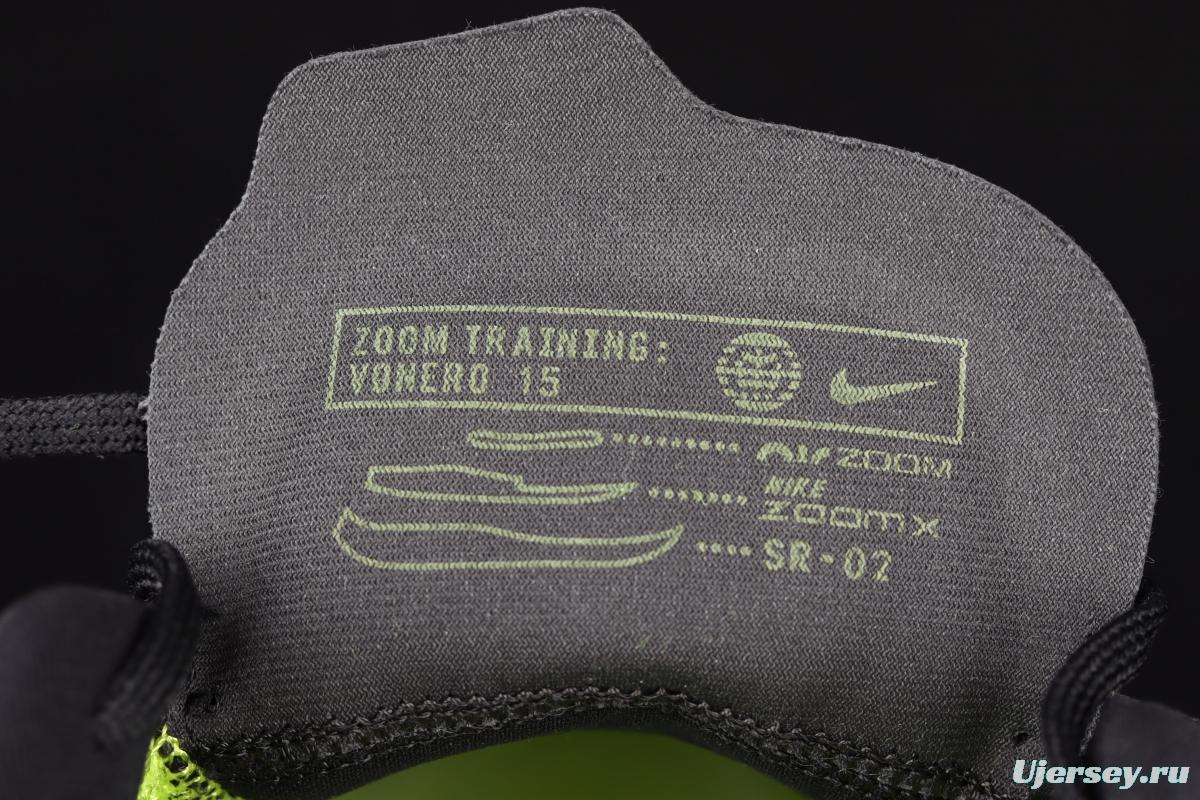 ZOOM TRAINING:
VOMERO 15
AIR ZOOM
NIKE
ZOOM X
SR-02
Ujersey.ru